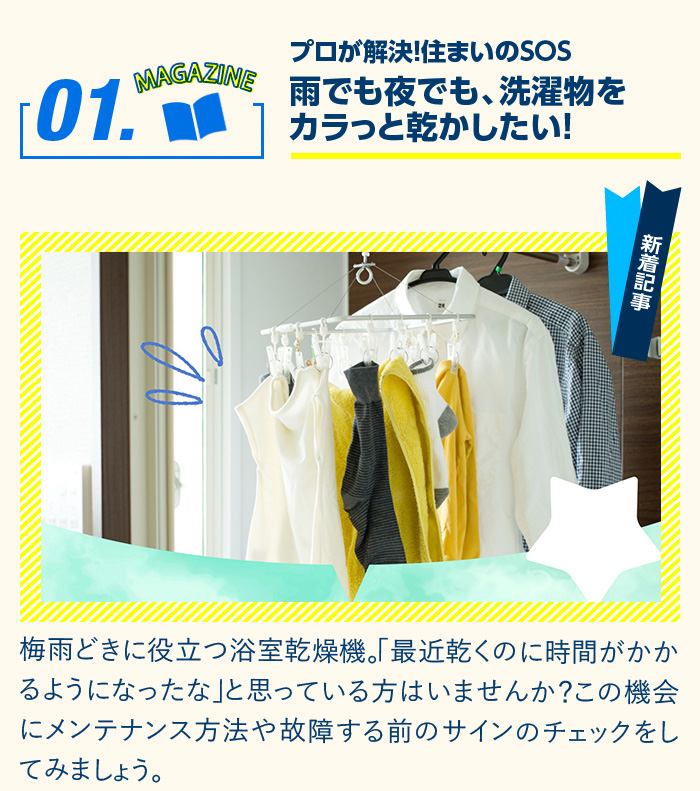 01.
MAGAZINE
プロが解決!住まいのSOS
雨でも夜でも、洗濯物を
カラっと乾かしたい!
新着記事
梅雨どきに役立つ浴室乾燥機。「最近乾くのに時間がかか
るようになったな」と思っている方はいませんか?この機会
にメンテナンス方法や故障する前のサインのチェックをし
てみましょう。